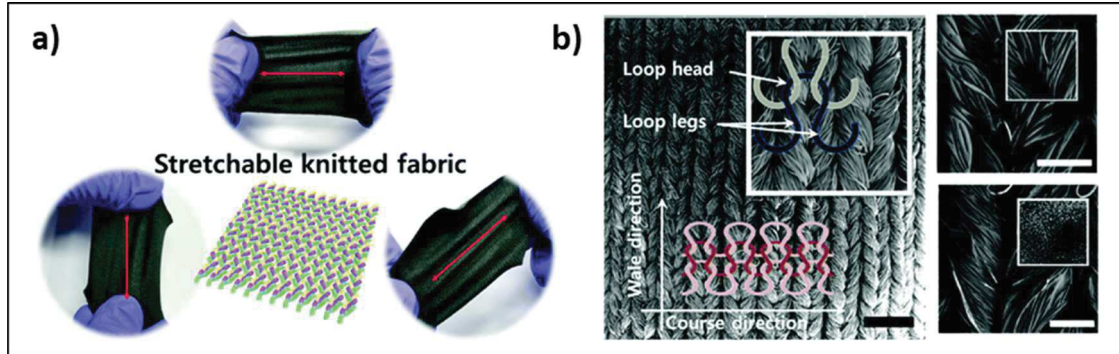 a)
Stretchable knitted fabric
b)
Loop head
Loop legs
Wale direction
Course direction